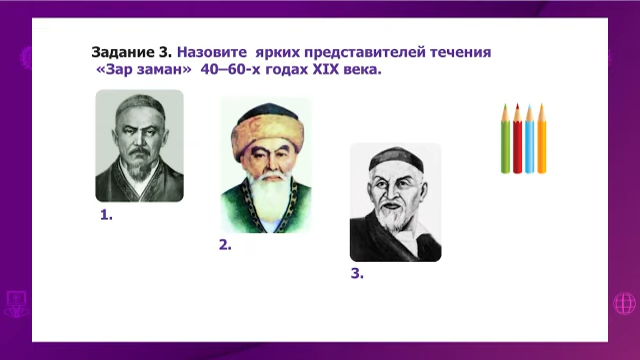 Задание 3. Назовите ярких представителей течения
«Зар заман» 40–60-х годах XIX века.
1.
2.
3.